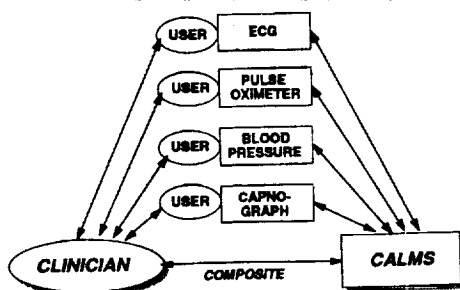 USER ECG
USER PULSE
OXIMETER
USER BLOOD
PRESSURE
USER CAPNO-
GRAPH
CLINICIAN COMPOSITE CALMS